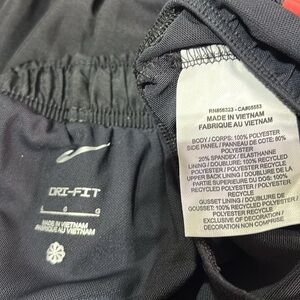 RN#56323 - CA#05553
MADE IN VIETNAM
FABRIQUE AU VIETNAM
BODY / CORPS: 100% POLYESTER
SIDE PANEL / PANNEAU DE COTE: 80%
POLYESTER
20% SPANDEX / ELASTHANNE
LINING / DOUBLURE: 100% RECYCLED
POLYESTER / POLYESTER RECYCLE
UPPER BACK LINING / DOUBLURE DE LA
PARTIE SUPERIEURE DU DOS: 100%
RECYCLED POLYESTER / POLYESTER
RECYCLE
GUSSET LINING / DOUBLURE DE
GOUSSET: 100% POLYESTER RECYCLED
POLYESTER RECYCLE
EXCLUSIVE OF DECORATION /
DECORATION NON COMPRISE
DRI-FIT
L G G
MADE IN VIETNAM
FABRIQUE AU VIETNAM